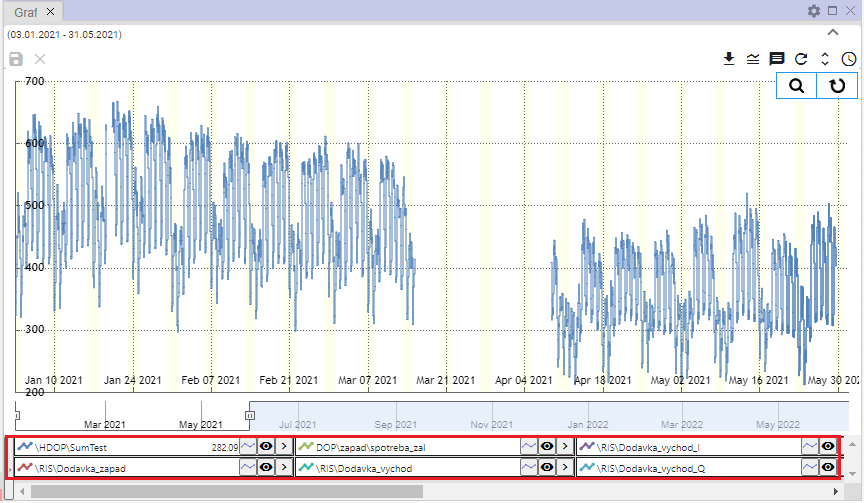 Graf
(03.01.2021 - 31.05.2021)
700
600
500
400
300
200
Jan 10 2021 Jan 24 2021 Feb 07 2021 Feb 21 2021 Mar 07 2021 Mar 21 2021 Apr 04 2021 Apr 18 2021 May 02 2021 May 16 2021 May 30 202
Mar 2021 May 2021 Jul 2021 Sep 2021 Nov 2021 Jan 2022 Mar 2022 May 2022
\HDOP\SumTest 282.09 DOP\zapad\spotreba_zal \RIS\Dodavka_vychod_I
\RIS\Dodavka_zapad \RIS\Dodavka_vychod \RIS\Dodavka_vychod_Q